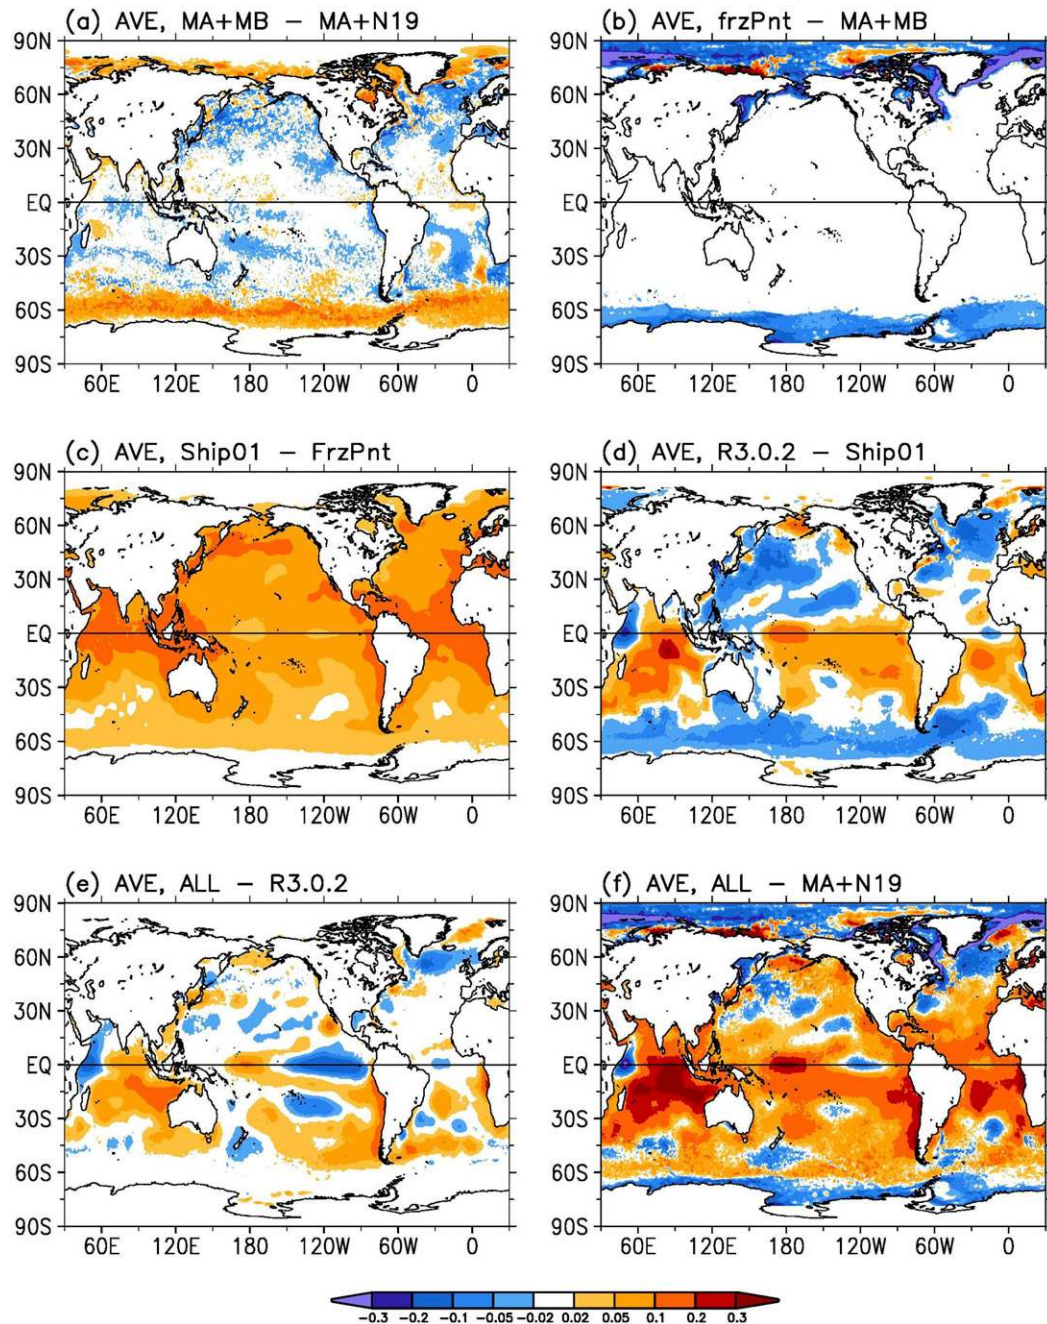 (a) AVE, MA+MB − MA+N19
(b) AVE, frzPnt − MA+MB
90N 90N
60N 60N
30N 30N
EQ EQ
30S 30S
60S 60S
90S 90S
60E 120E 180 120W 60W 0 60E 120E 180 120W 60W 0
(c) AVE, Ship01 − FrzPnt
(d) AVE, R3.0.2 − Ship01
90N 90N
60N 60N
30N 30N
EQ EQ
30S 30S
60S 60S
90S 90S
60E 120E 180 120W 60W 0 60E 120E 180 120W 60W 0
(e) AVE, ALL − R3.0.2
(f) AVE, ALL − MA+N19
90N 90N
60N 60N
30N 30N
EQ EQ
30S 30S
60S 60S
90S 90S
60E 120E 180 120W 60W 0 60E 120E 180 120W 60W 0
−0.3 −0.2 −0.1 −0.05 −0.02 0.02 0.05 0.1 0.2 0.3